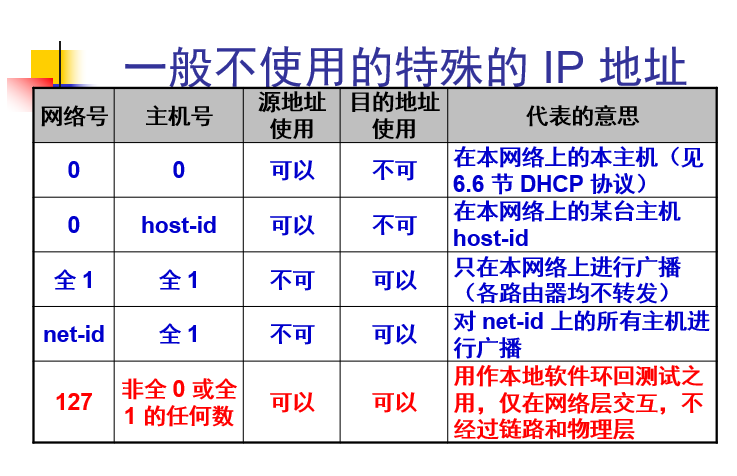 一般不使用的特殊的 IP 地址
网络号
主机号
源地址
使用
目的地址
使用
代表的意思
0
0
可以
不可
在本网络上的本主机（见
6.6 节 DHCP 协议）
0
host-id
可以
不可
在本网络上的某台主机
host-id
全 1
全 1
不可
可以
只在本网络上进行广播
（各路由器均不转发）
net-id
全 1
不可
可以
对 net-id 上的所有主机进
行广播
127
非全 0 或全
1 的任何数
可以
可以
用作本地软件环回测试之
用，仅在网络层交互，不
经过链路和物理层